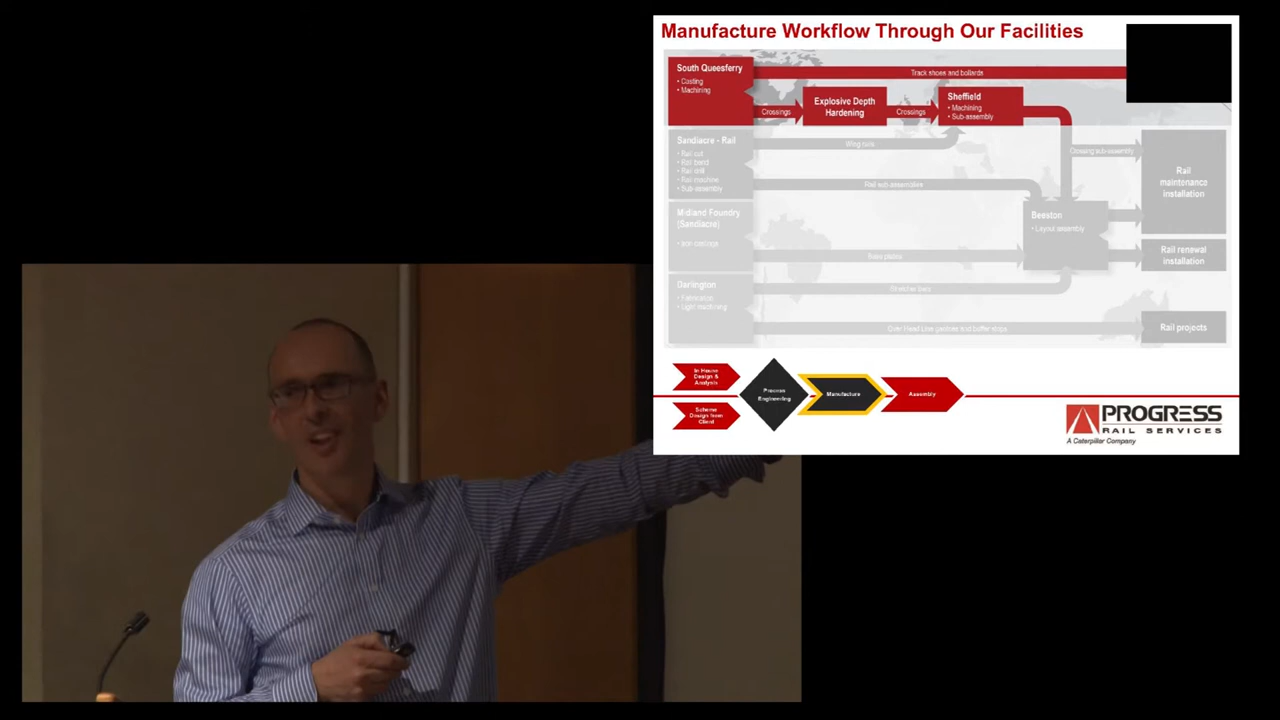 Manufacture Workflow Through Our Facilities
South Queesferry
• Casting
• Machining
Track shoes and bollards
Crossings
Explosive Depth
Hardening
Crossings
Sheffield
• Machining
• Sub-assembly
Sandiacre - Rail
• Rail cut
• Rail bend
• Rail drill
• Rail machine
• Sub-assembly
Wing rails
Rail sub assemblies
Crossing sub-assembly
Rail
maintenance
installation
Midland Foundry
(Sandiacre)
• Iron castings
Base plates
Beeston
• Layout assembly
Rail renewal
installation
Darlington
• Fabrication
• Light machining
Stretcher bars
Over Head Line gantries and buffer stops
Rail projects
In House
Design &
Analysis
Scheme
Design from
Client
Process
Engineering
Manufacture
Assembly
PROGRESS
RAIL SERVICES
A Caterpillar Company